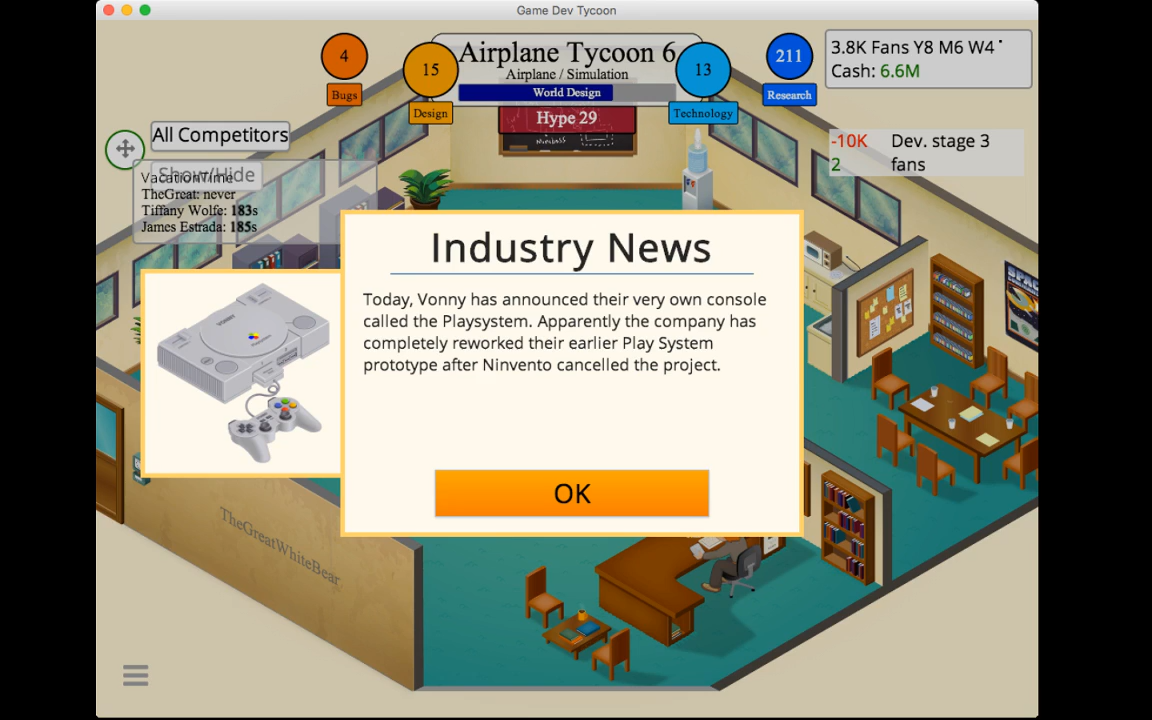 Game Dev Tycoon
4
Bugs
15
Design
Airplane Tycoon 6
Airplane / Simulation
World Design
Hype 29
13
Technology
211
Research
3.8K Fans Y8 M6 W4
Cash: 6.6M
-10K Dev. stage 3
2 fans
All Competitors
Show/Hide
VacationTime
TheGreat: never
Tiffany Wolfe: 183s
James Estrada: 185s
Industry News
Today, Vonny has announced their very own console
called the Playsystem. Apparently the company has
completely reworked their earlier Play System
prototype after Ninvento cancelled the project.
OK
VONNY
TheGreatWhiteBear
SPACE